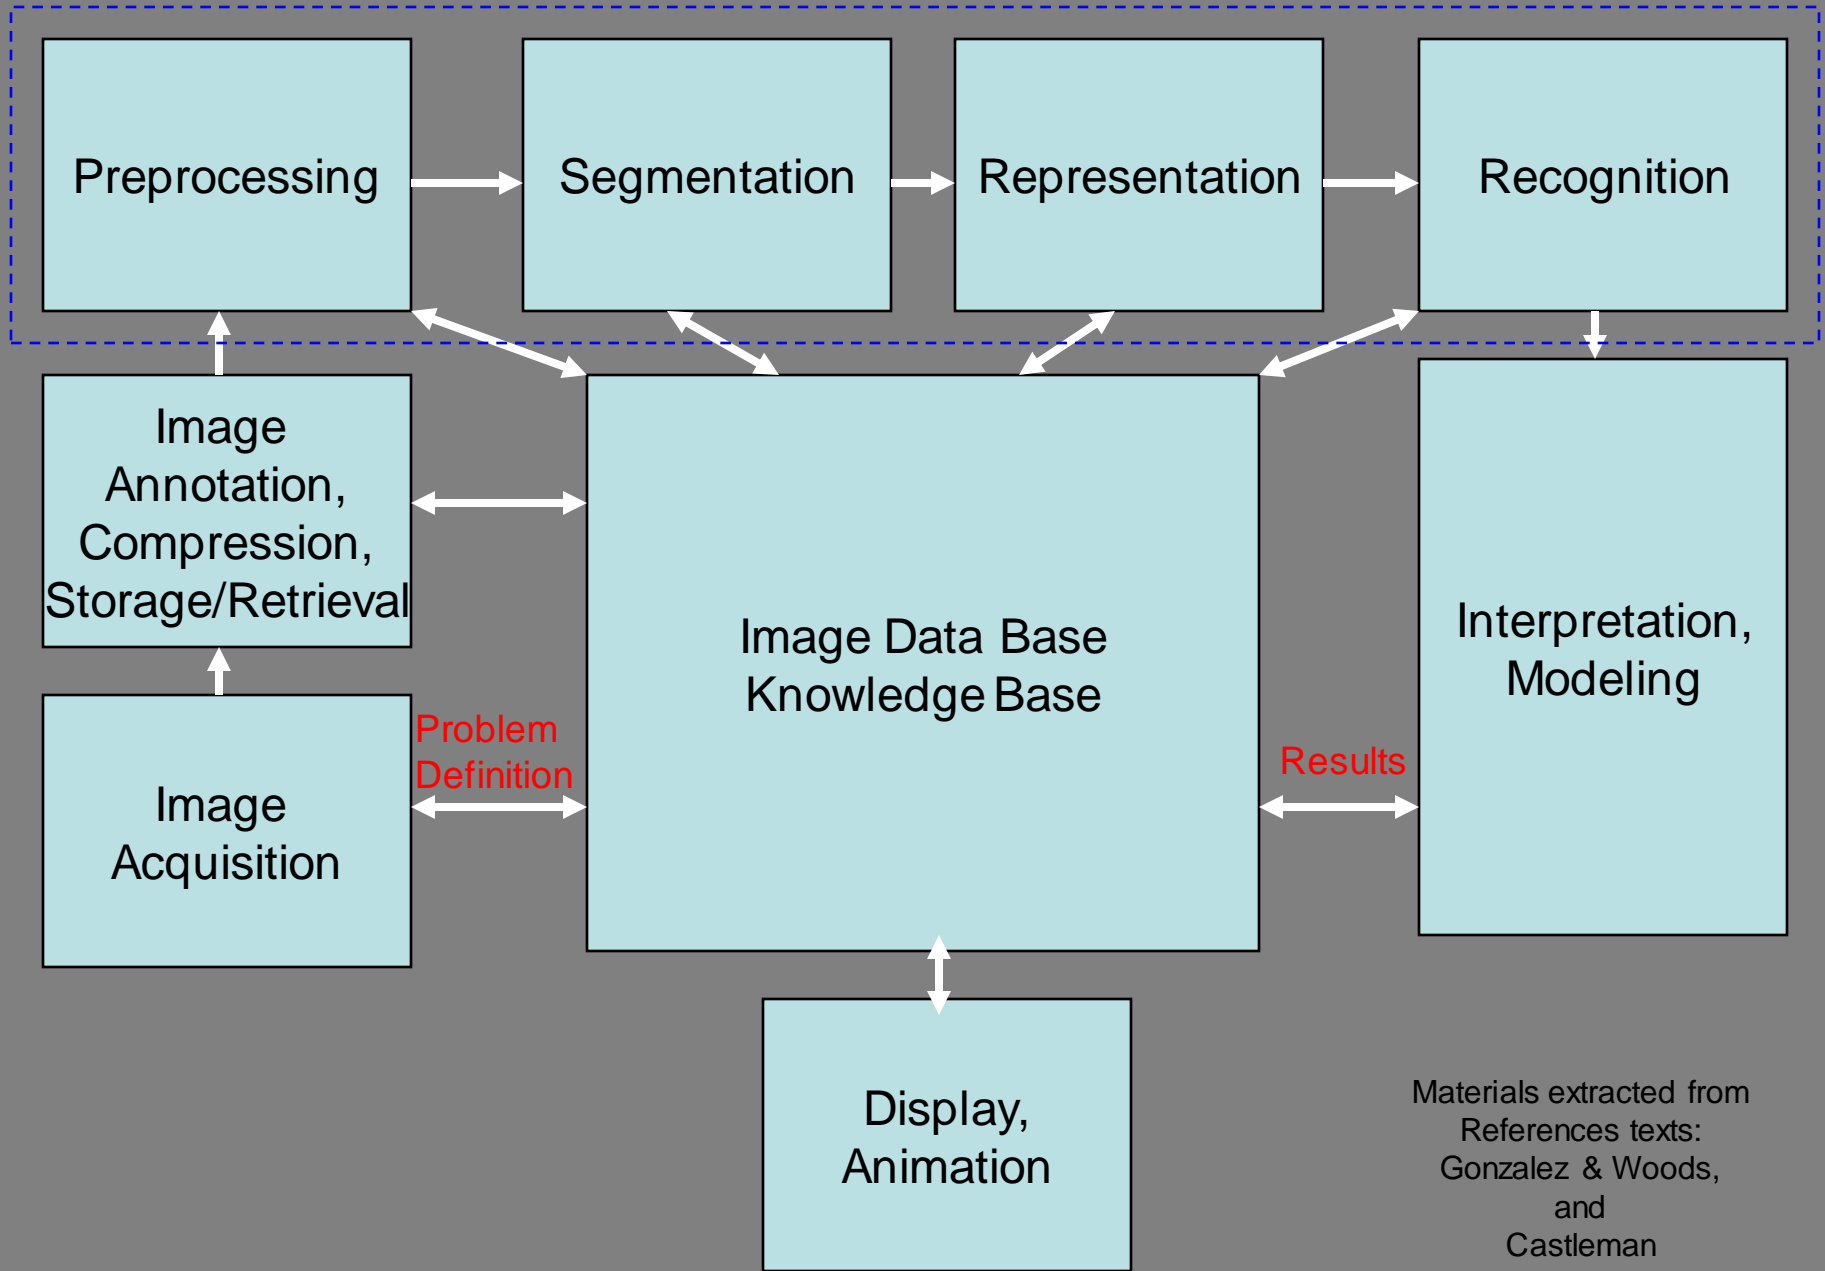 Preprocessing
Segmentation
Representation
Recognition
Image
Annotation,
Compression,
Storage/Retrieval
Image Data Base
Knowledge Base
Interpretation,
Modeling
Problem
Definition
Results
Image
Acquisition
Display,
Animation
Materials extracted from
References texts:
Gonzalez & Woods,
and
Castleman